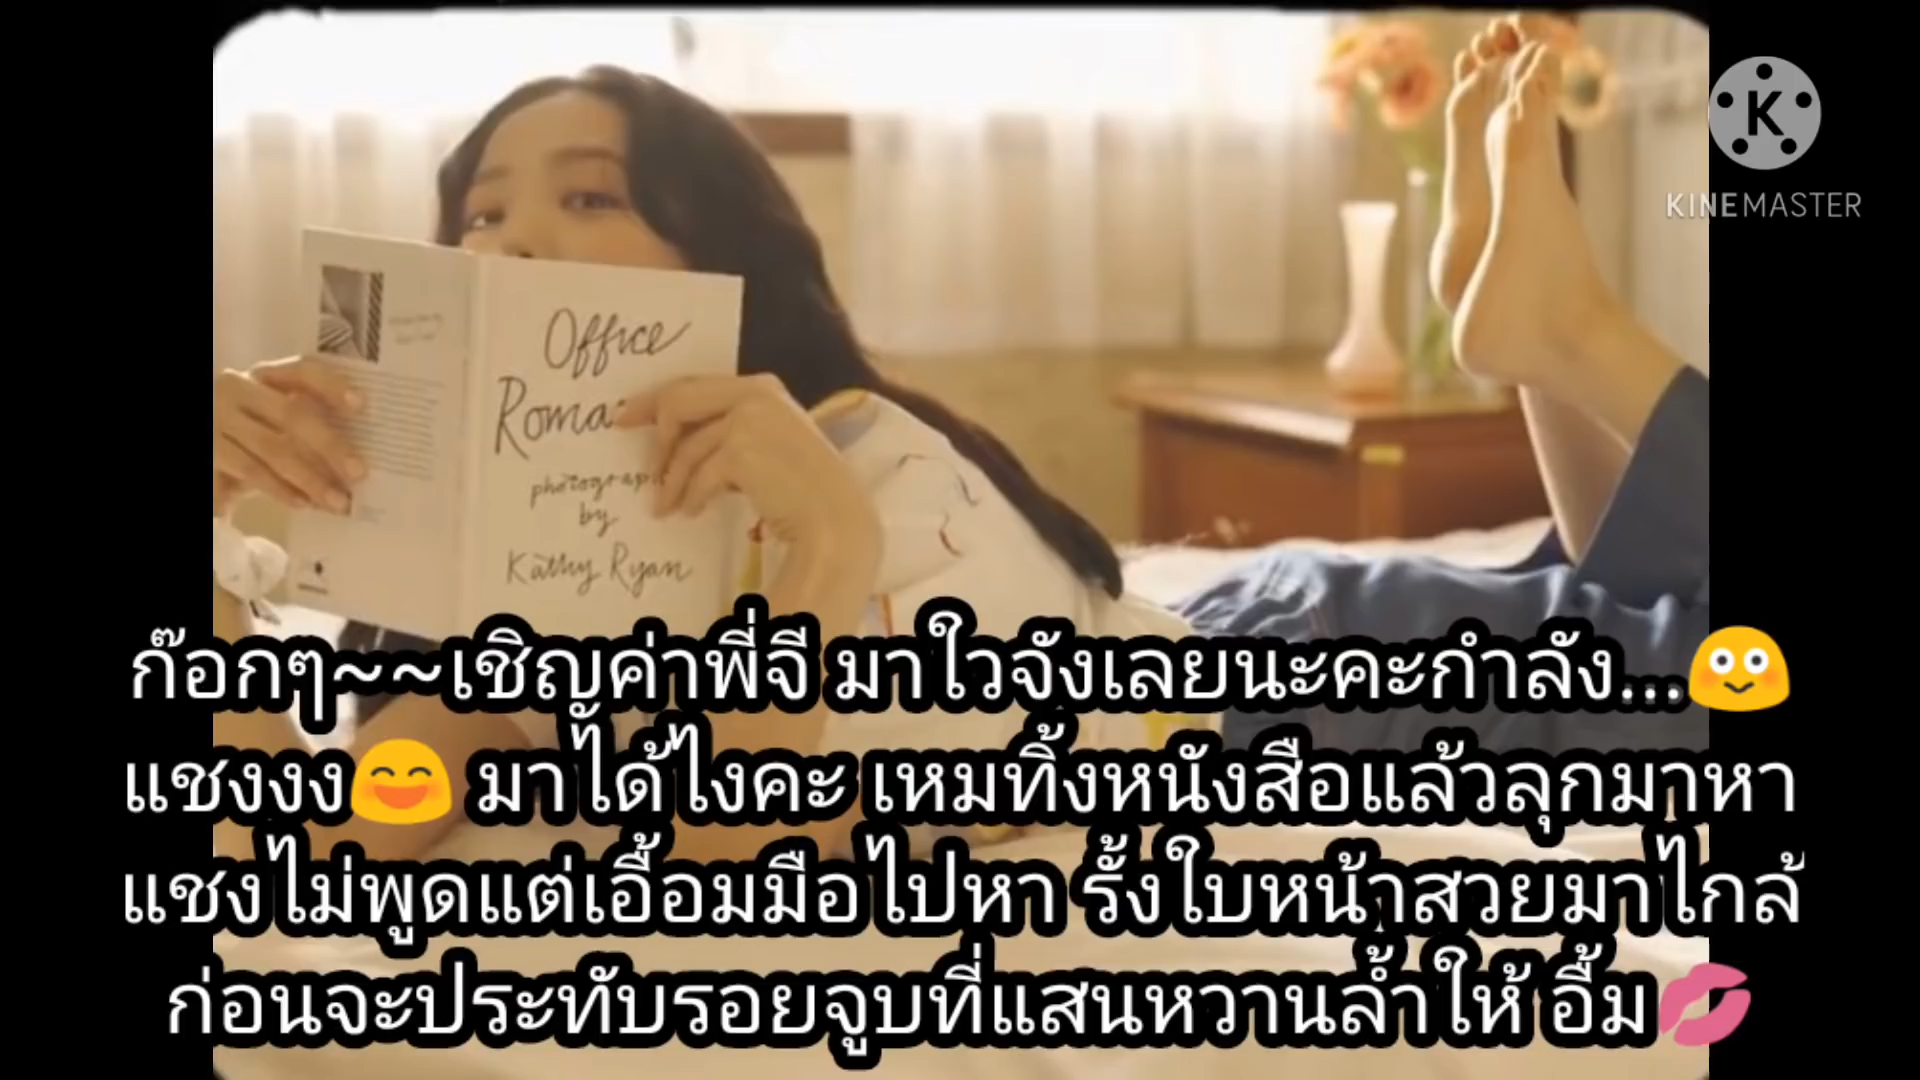 K
KINEMASTER
Office
photograph
by
Kathy Ryan
ก๊อกๆ~~เชิญค่าพี่จี มาใวจังเลยนะคะกำลัง...😳
แชงงง😄 มาได้ไงคะ เหมทิ้งหนังสือแล้วลุกมาหา
แชงไม่พูดแต่เอื้อมมือไปหา รั้งใบหน้าสวยมาไกล้
ก่อนจะประทับรอยจูบที่แสนหวานล้ำให้ อื้ม💋